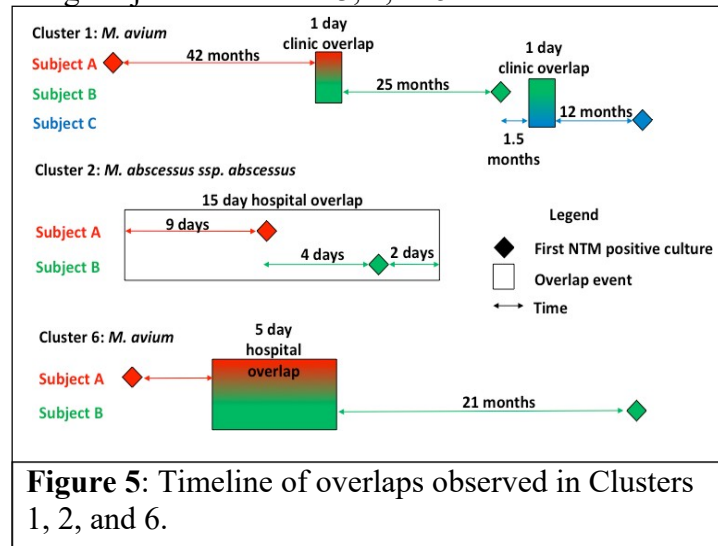 Cluster 1: M. avium
1 day
clinic overlap
1 day
clinic overlap
Subject A
42 months
Subject B
25 months
Subject C
12 months
1.5
months
Cluster 2: M. abscessus ssp. abscessus
15 day hospital overlap
Subject A
9 days
Subject B
4 days
2 days
Legend
First NTM positive culture
Overlap event
Time
Cluster 6: M. avium
5 day
hospital
overlap
Subject A
Subject B
21 months
Figure 5: Timeline of overlaps observed in Clusters
1, 2, and 6.